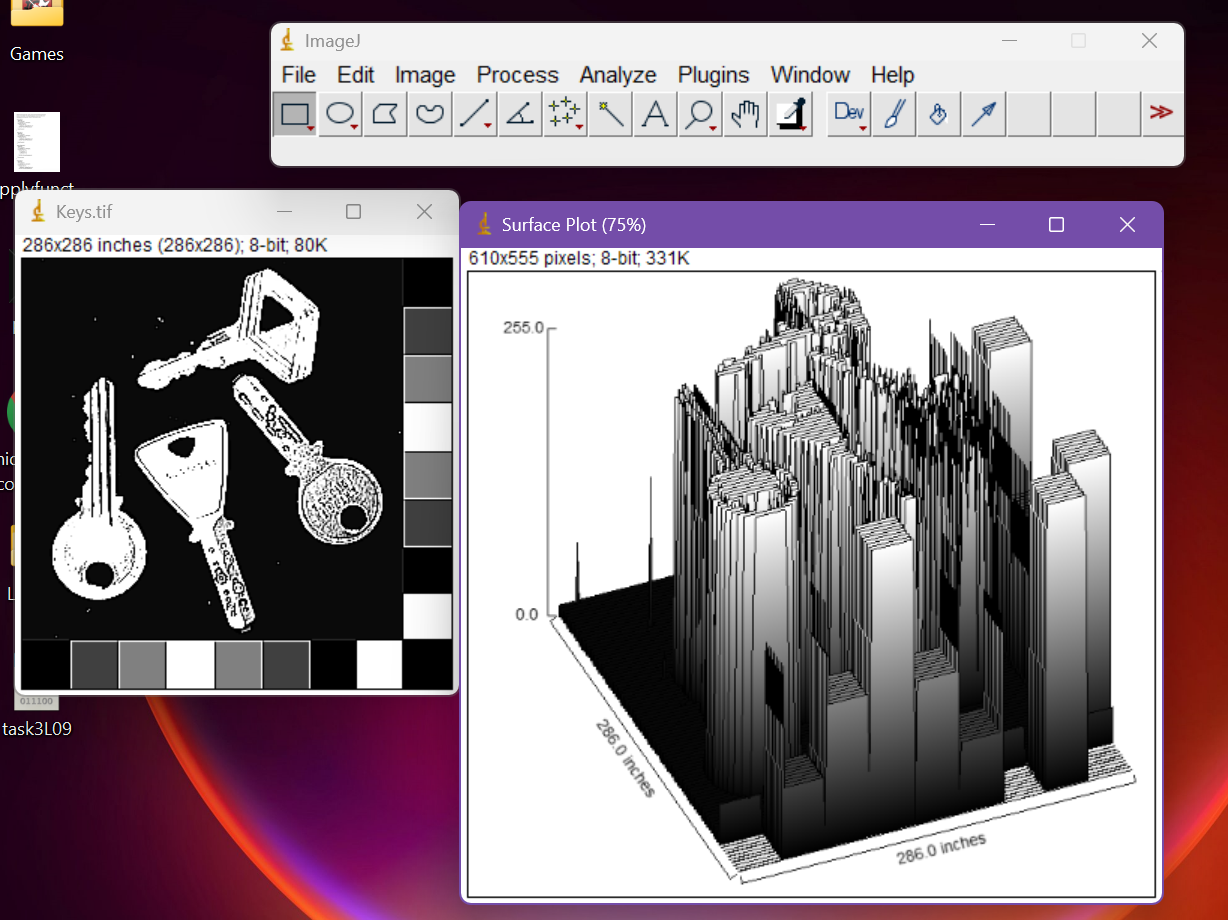 Games
ImageJ
File Edit Image Process Analyze Plugins Window Help
Dev
>>
Keys.tif
286x286 inches (286x286); 8-bit; 80K
Surface Plot (75%)
610x555 pixels; 8-bit; 331K
255.0
0.0
286.0 inches
286.0 inches
011100
task3L09